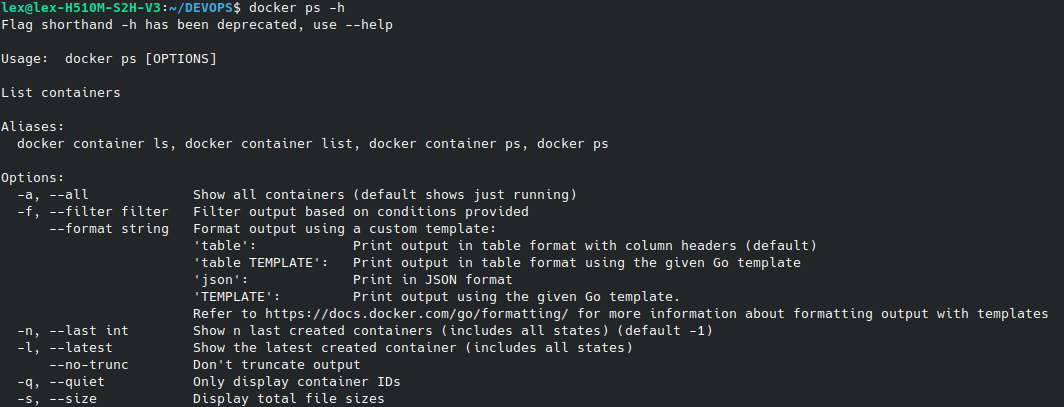 lex@lex-H510M-S2H-V3:~/DEVOPS$ docker ps -h
Flag shorthand -h has been deprecated, use --help

Usage:  docker ps [OPTIONS]

List containers

Aliases:
  docker container ls, docker container list, docker container ps, docker ps

Options:
  -a, --all             Show all containers (default shows just running)
  -f, --filter filter   Filter output based on conditions provided
      --format string   Format output using a custom template:
                        'table':            Print output in table format with column headers (default)
                        'table TEMPLATE':   Print output in table format using the given Go template
                        'json':             Print in JSON format
                        'TEMPLATE':         Print output using the given Go template.
                        Refer to https://docs.docker.com/go/formatting/ for more information about formatting output with templates
  -n, --last int        Show n last created containers (includes all states) (default -1)
  -l, --latest          Show the latest created container (includes all states)
      --no-trunc        Don't truncate output
  -q, --quiet           Only display container IDs
  -s, --size            Display total file sizes